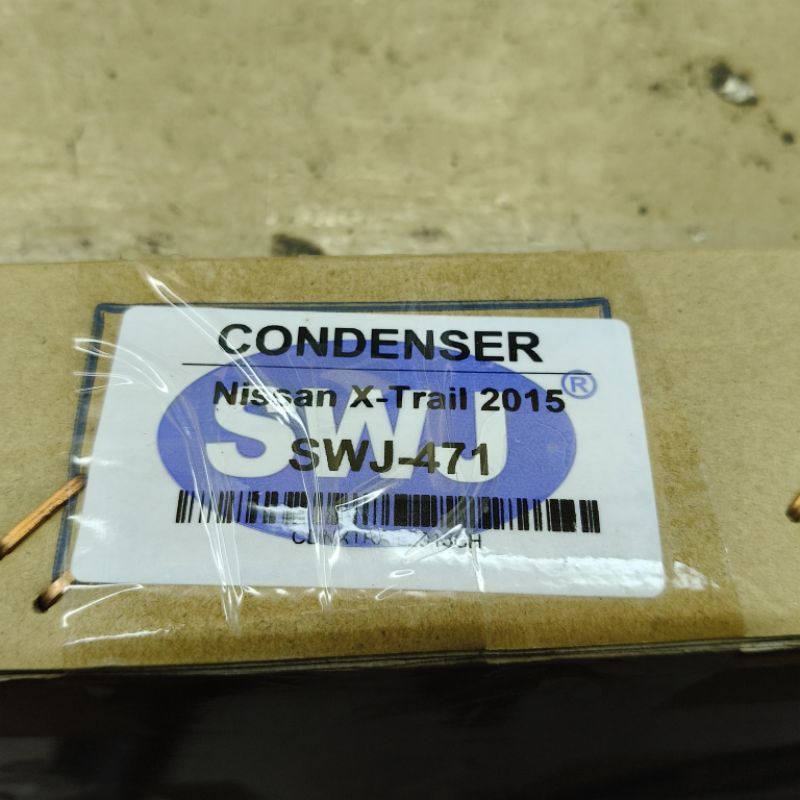 CONDENSER
Nissan X-Trail 2015
SWJ®
SWJ-471